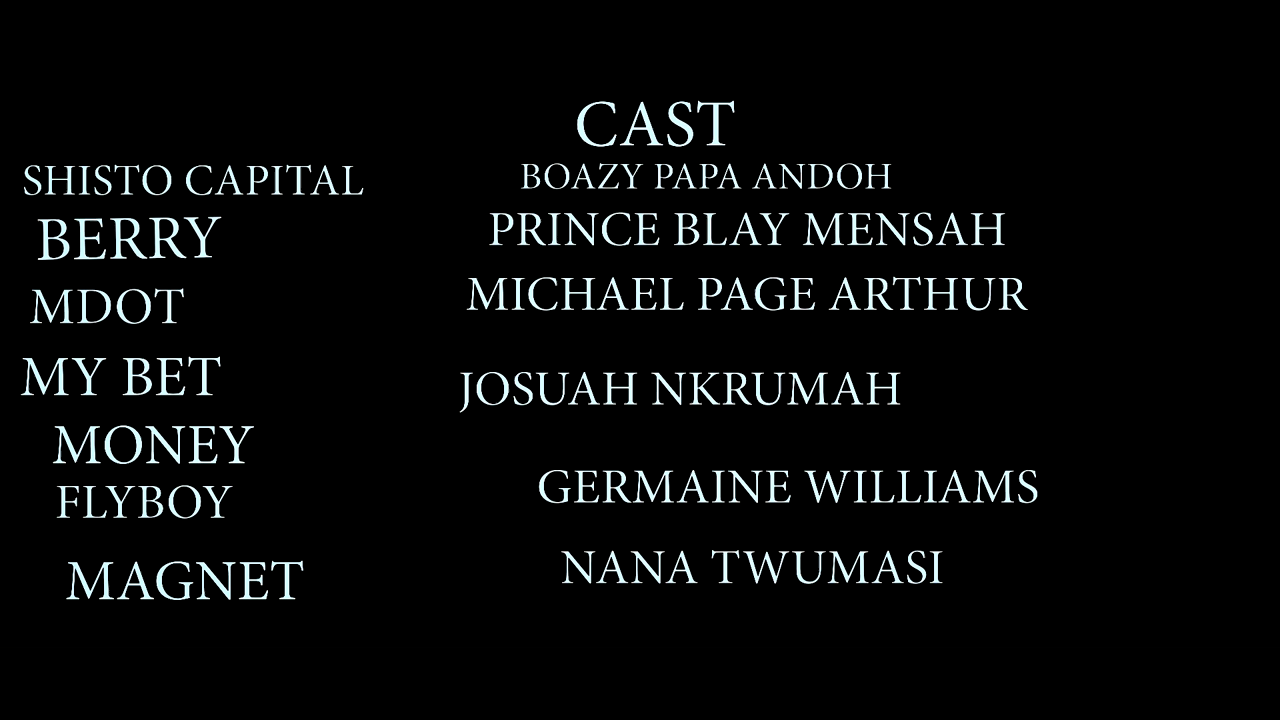 CAST
SHISTO CAPITAL BOAZY PAPA ANDOH
BERRY PRINCE BLAY MENSAH
MDOT MICHAEL PAGE ARTHUR
MY BET JOSUAH NKRUMAH
MONEY
FLYBOY GERMAINE WILLIAMS
MAGNET NANA TWUMASI